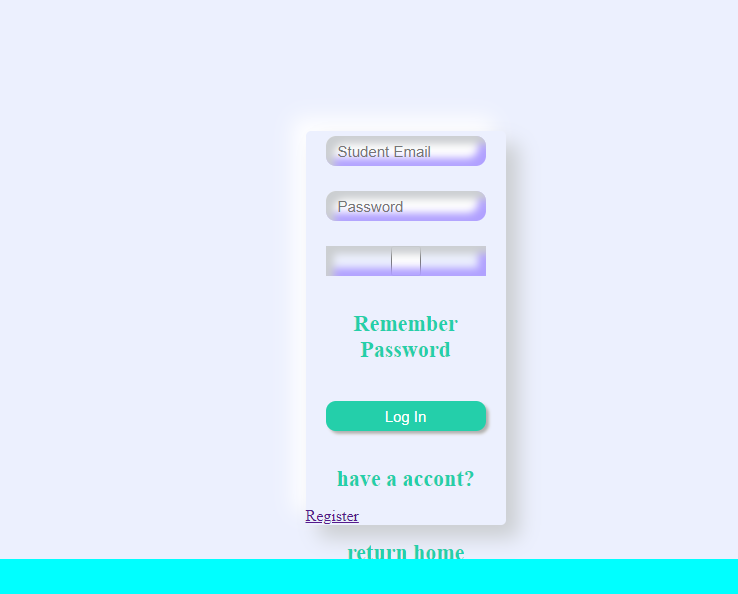 Student Email
Password
Remember
Password
Log In
have a accont?
Register
return home